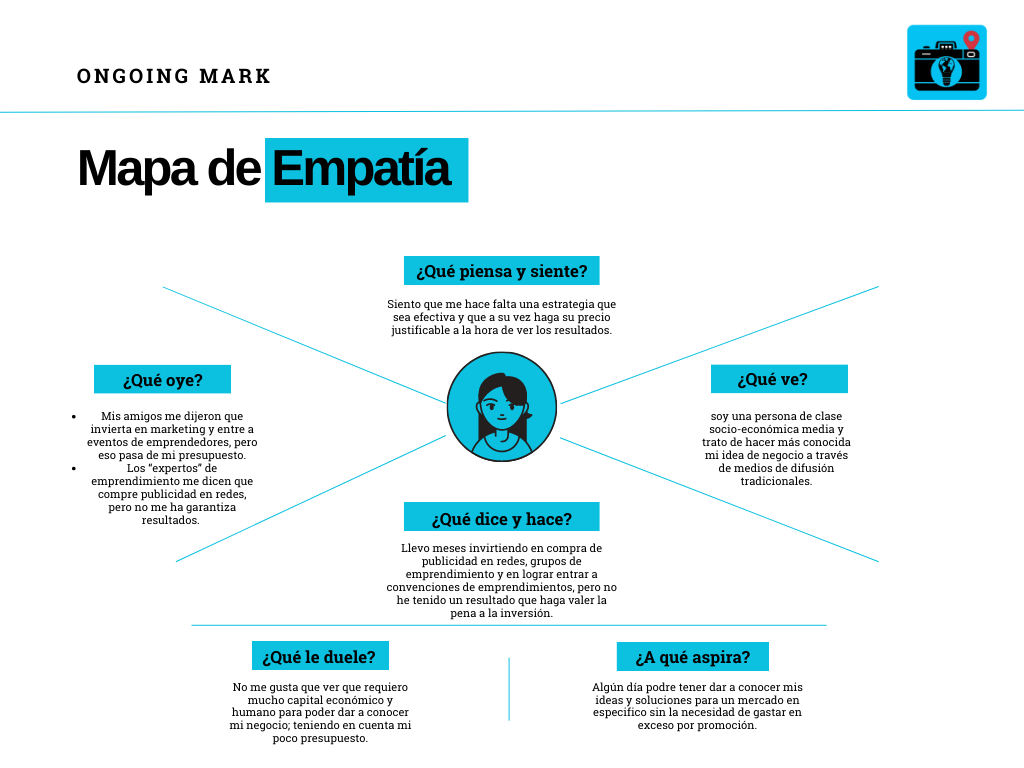 ONGOING MARK
Mapa de Empatía
¿Qué piensa y siente?
Siento que me hace falta una estrategia que
sea efectiva y que a su vez haga su precio
justificable a la hora de ver los resultados.
¿Qué oye?
• Mis amigos me dijeron que
invierta en marketing y entre a
eventos de emprendedores, pero
eso pasa de mi presupuesto.
• Los “expertos” de
emprendimiento me dicen que
compre publicidad en redes,
pero no me ha garantiza
resultados.
¿Qué ve?
soy una persona de clase
socio-económica media y
trato de hacer más conocida
mi idea de negocio a través
de medios de difusión
tradicionales.
¿Qué dice y hace?
Llevo meses invirtiendo en compra de
publicidad en redes, grupos de
emprendimiento y en lograr entrar a
convenciones de emprendimientos, pero no
he tenido un resultado que haga valer la
pena a la inversión.
¿Qué le duele?
No me gusta que ver que requiero
mucho capital económico y
humano para poder dar a conocer
mi negocio; teniendo en cuenta mi
poco presupuesto.
¿A qué aspira?
Algún día podre tener dar a conocer mis
ideas y soluciones para un mercado en
especifico sin la necesidad de gastar en
exceso por promoción.